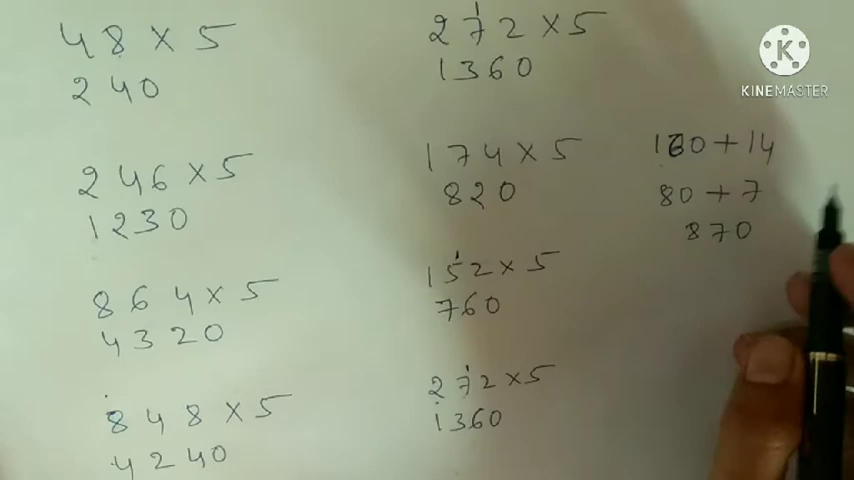 48 × 5
240
246 × 5
1230
864 × 5
4320
848 × 5
4240
272 × 5
1360
174 × 5
820
152 × 5
760
272 × 5
1360
160 + 14
80 + 7
870
K
KINEMASTER